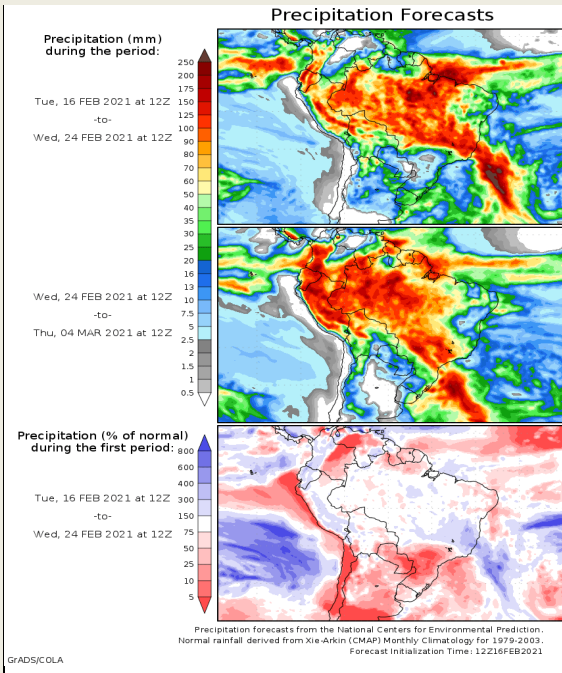 Precipitation Forecasts
Precipitation (mm)
during the period:
Tue, 16 FEB 2021 at 12Z
-to-
Wed, 24 FEB 2021 at 12Z
250
200
175
150
125
100
90
80
70
60
50
40
35
30
25
20
16
13
10
7.5
5
2.5
2
1.5
1
0.5
Wed, 24 FEB 2021 at 12Z
-to-
Thu, 04 MAR 2021 at 12Z
Precipitation (% of normal)
during the first period:
Tue, 16 FEB 2021 at 12Z
-to-
Wed, 24 FEB 2021 at 12Z
800
600
400
300
150
75
50
25
10
5
Precipitation forecasts from the National Centers for Environmental Prediction.
Normal rainfall derived from Xie-Arkin (CMAP) Monthly Climatology for 1979-2003.
Forecast Initialization Time: 12Z16FEB2021
GrADS/COLA